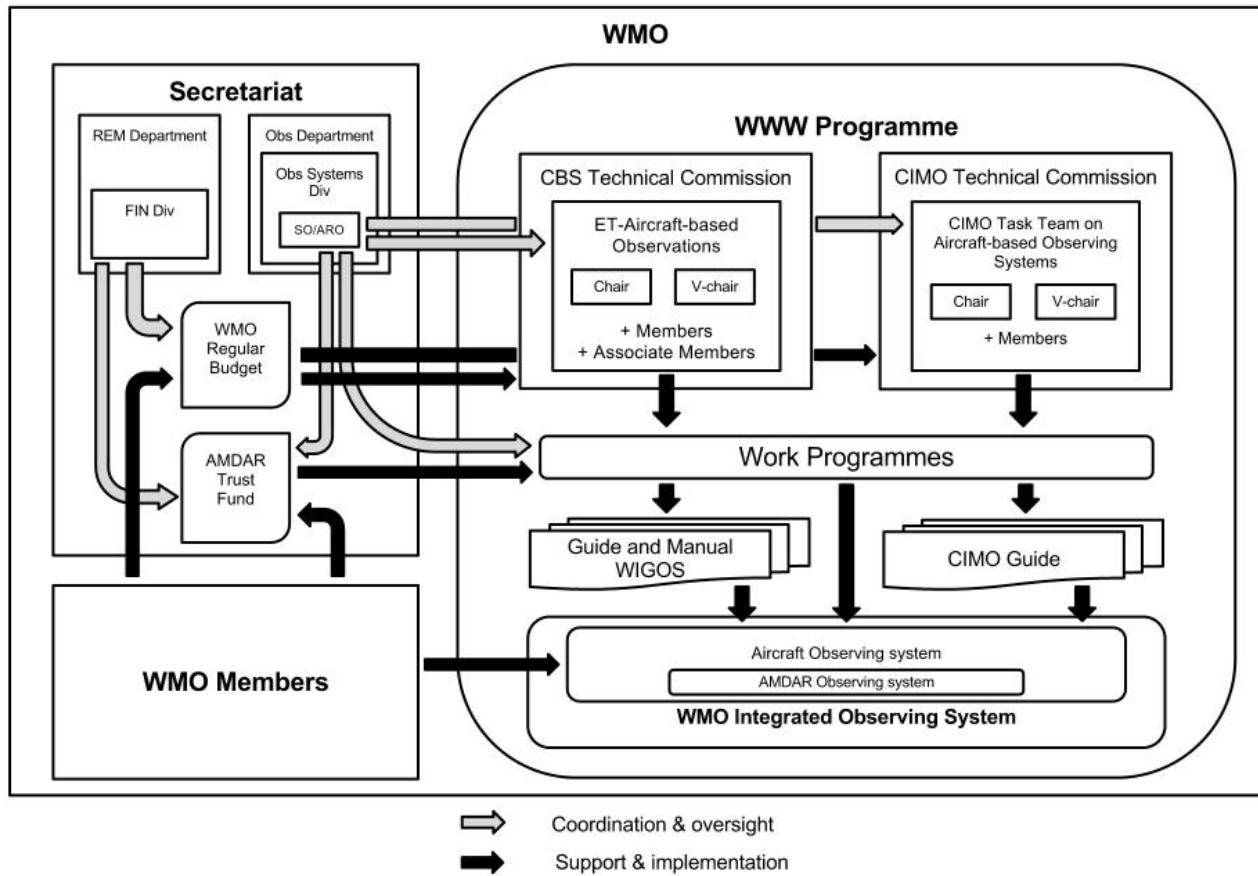 WMO
Secretariat
REM Department
FIN Div
Obs Department
Obs Systems
Div
SO/ARO
WMO
Regular
Budget
AMDAR
Trust
Fund
WMO Members
WWW Programme
CBS Technical Commission
ET-Aircraft-based
Observations
Chair
V-chair
+ Members
+ Associate Members
CIMO Technical Commission
CIMO Task Team on
Aircraft-based Observing
Systems
Chair
V-chair
+ Members
Work Programmes
Guide and Manual
WIGOS
CIMO Guide
Aircraft Observing system
AMDAR Observing system
WMO Integrated Observing System
Coordination & oversight
Support & implementation